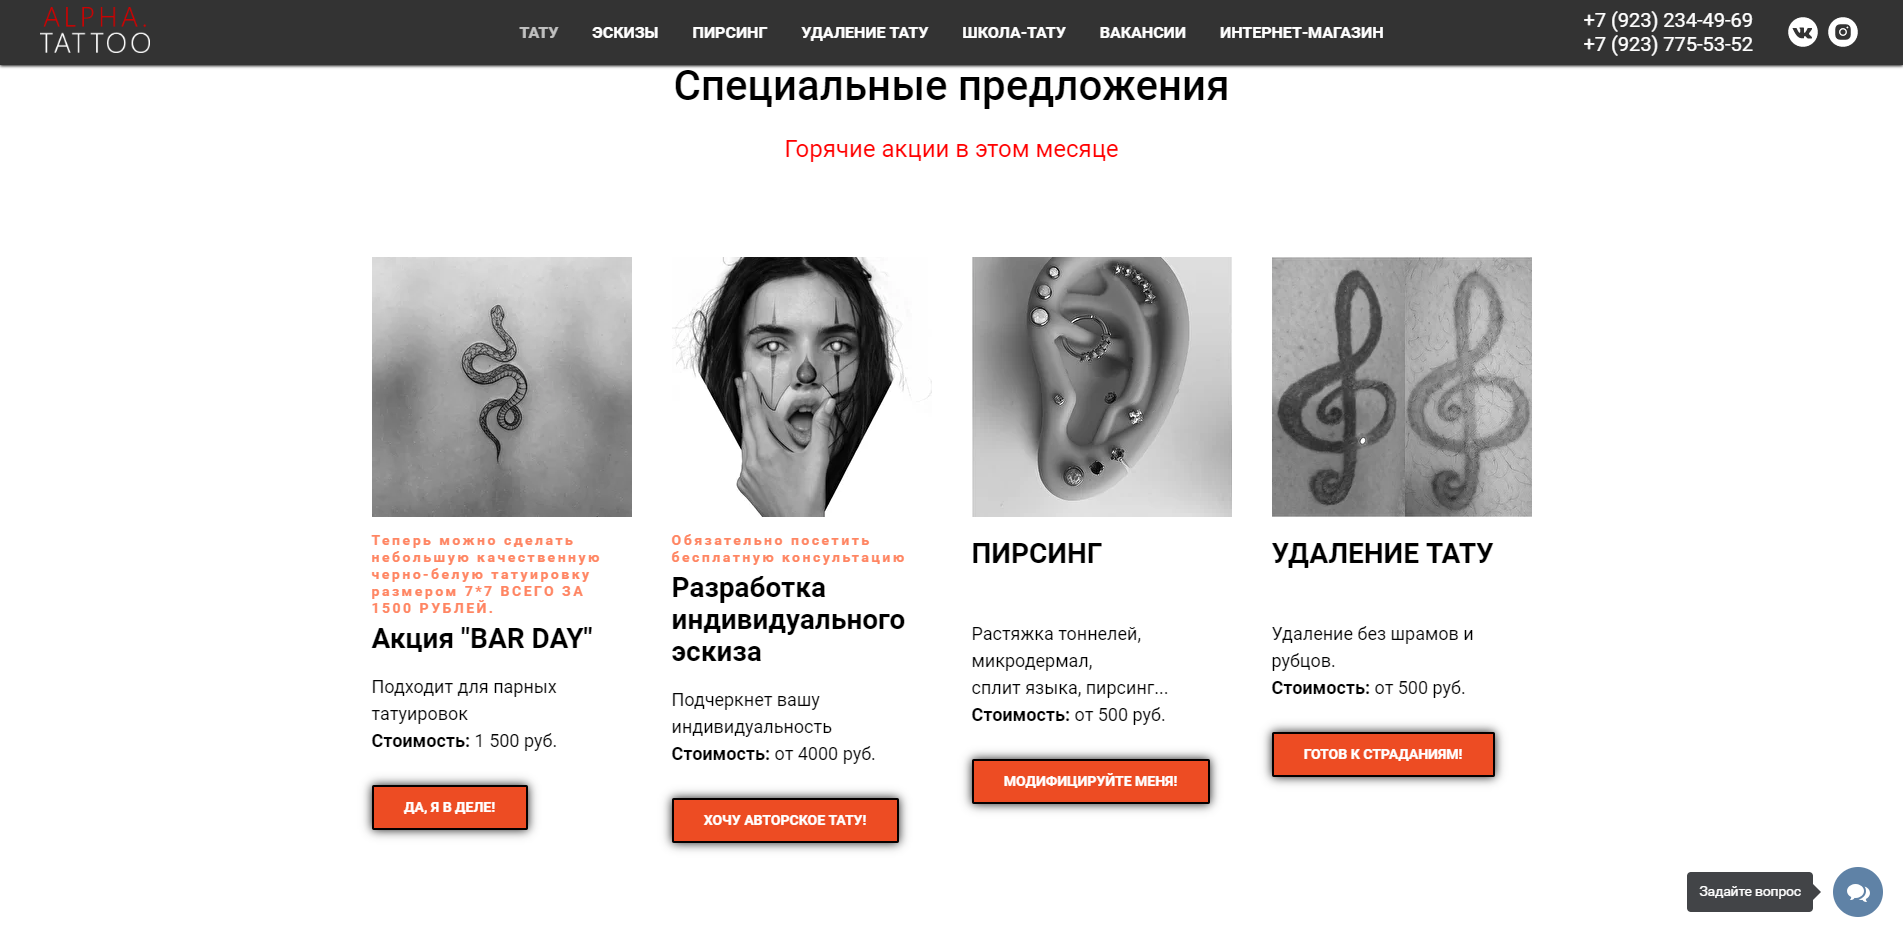 ALPHA.
TATTOO
ТАТУ
ЭСКИЗЫ
ПИРСИНГ
УДАЛЕНИЕ ТАТУ
ШКОЛА-ТАТУ
ВАКАНСИИ
ИНТЕРНЕТ-МАГАЗИН
+7 (923) 234-49-69
+7 (923) 775-53-52
Специальные предложения
Горячие акции в этом месяце
Теперь можно сделать
небольшую качественную
черно-белую татуировку
размером 7*7 ВСЕГО ЗА
1500 РУБЛЕЙ.
Акция "BAR DAY"
Подходит для парных
татуировок
Стоимость: 1 500 руб.
ДА, Я В ДЕЛЕ!
Обязательно посетить
бесплатную консультацию
Разработка
индивидуального
эскиза
Подчеркнет вашу
индивидуальность
Стоимость: от 4000 руб.
ХОЧУ АВТОРСКОЕ ТАТУ!
ПИРСИНГ
Растяжка тоннелей,
микродермал,
сплит языка, пирсинг...
Стоимость: от 500 руб.
МОДИФИЦИРУЙТЕ МЕНЯ!
УДАЛЕНИЕ ТАТУ
Удаление без шрамов и
рубцов.
Стоимость: от 500 руб.
ГОТОВ К СТРАДАНИЯМ!
Задайте вопрос